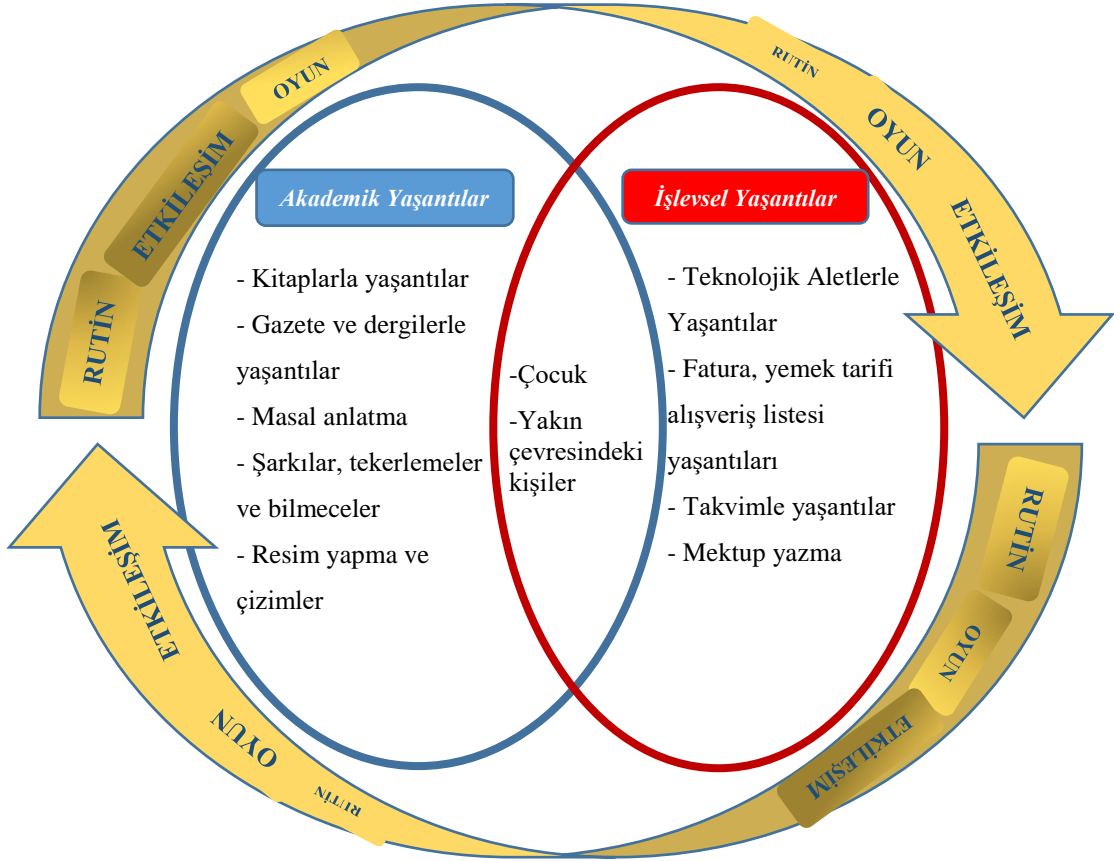 RUTİN
ETKİLEŞİM
OYUN
RUTİN
OYUN
ETKİLEŞİM
Akademik Yaşantılar
- Kitaplarla yaşantılar
- Gazete ve dergilerle
yaşantılar
- Masal anlatma
- Şarkılar, tekerlemeler
ve bilmeceler
- Resim yapma ve
çizimler
-Çocuk
-Yakın
çevresindeki
kişiler
İşlevsel Yaşantılar
- Teknolojik Aletlerle
Yaşantılar
- Fatura, yemek tarifi
alışveriş listesi
yaşantıları
- Takvimle yaşantılar
- Mektup yazma
RUTİN
OYUN
ETKİLEŞİM
RUTİN
OYUN
ETKİLEŞİM